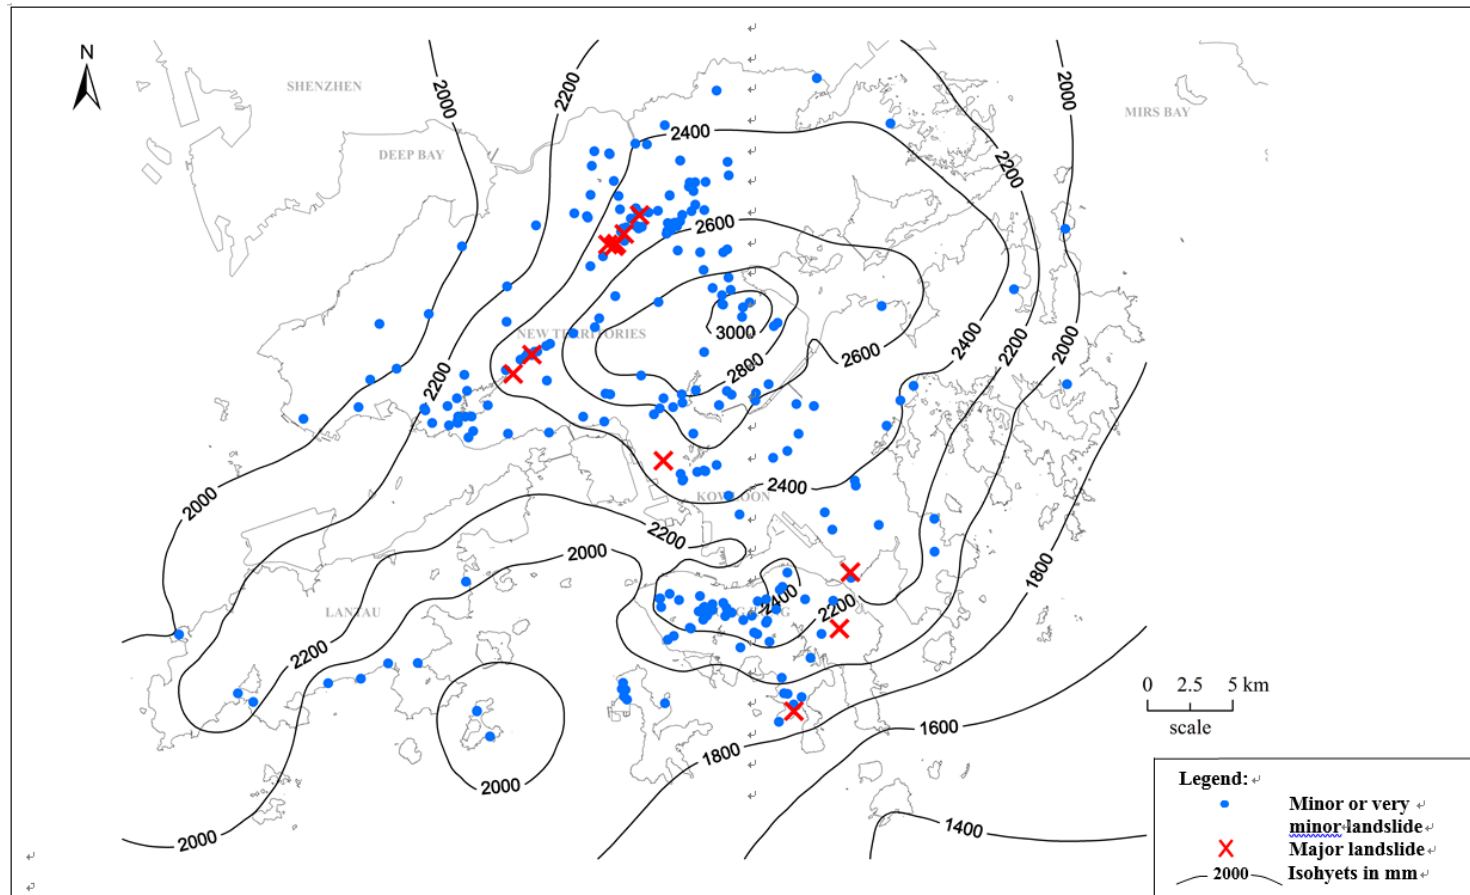 N
SHENZHEN
2000
2200
2000
MIRS BAY
2400
DEEP BAY
2200
2600
NEW TERRITORIES
3000
2400
2200
2000
2600
2800
2200
2000
2400
KOWLOON
2200
2000
1800
2400
2200
LANTAU
2200
0 2.5 5 km
scale
1600
1800
2000
2000
1400
Legend:
Minor or very
minor landslide
Major landslide
2000 Isohyets in mm